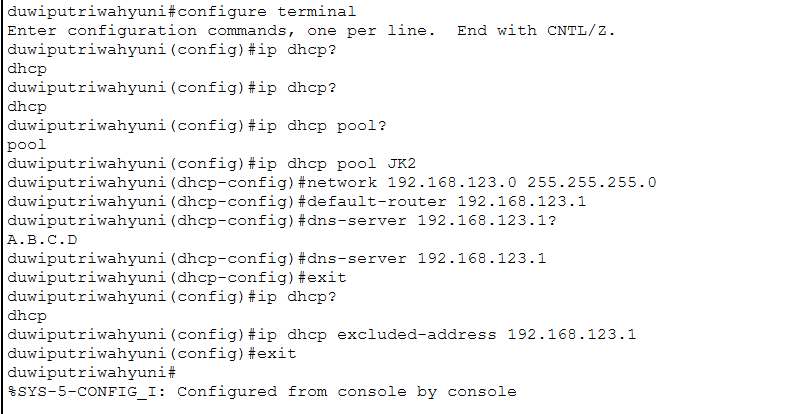 duwiputriwahyuni#configure terminal
Enter configuration commands, one per line.  End with CNTL/Z.
duwiputriwahyuni(config)#ip dhcp?
dhcp
duwiputriwahyuni(config)#ip dhcp?
dhcp
duwiputriwahyuni(config)#ip dhcp pool?
pool
duwiputriwahyuni(config)#ip dhcp pool JK2
duwiputriwahyuni(dhcp-config)#network 192.168.123.0 255.255.255.0
duwiputriwahyuni(dhcp-config)#default-router 192.168.123.1
duwiputriwahyuni(dhcp-config)#dns-server 192.168.123.1?
A.B.C.D
duwiputriwahyuni(dhcp-config)#dns-server 192.168.123.1
duwiputriwahyuni(dhcp-config)#exit
duwiputriwahyuni(config)#ip dhcp?
dhcp
duwiputriwahyuni(config)#ip dhcp excluded-address 192.168.123.1
duwiputriwahyuni(config)#exit
duwiputriwahyuni#
%SYS-5-CONFIG_I: Configured from console by console